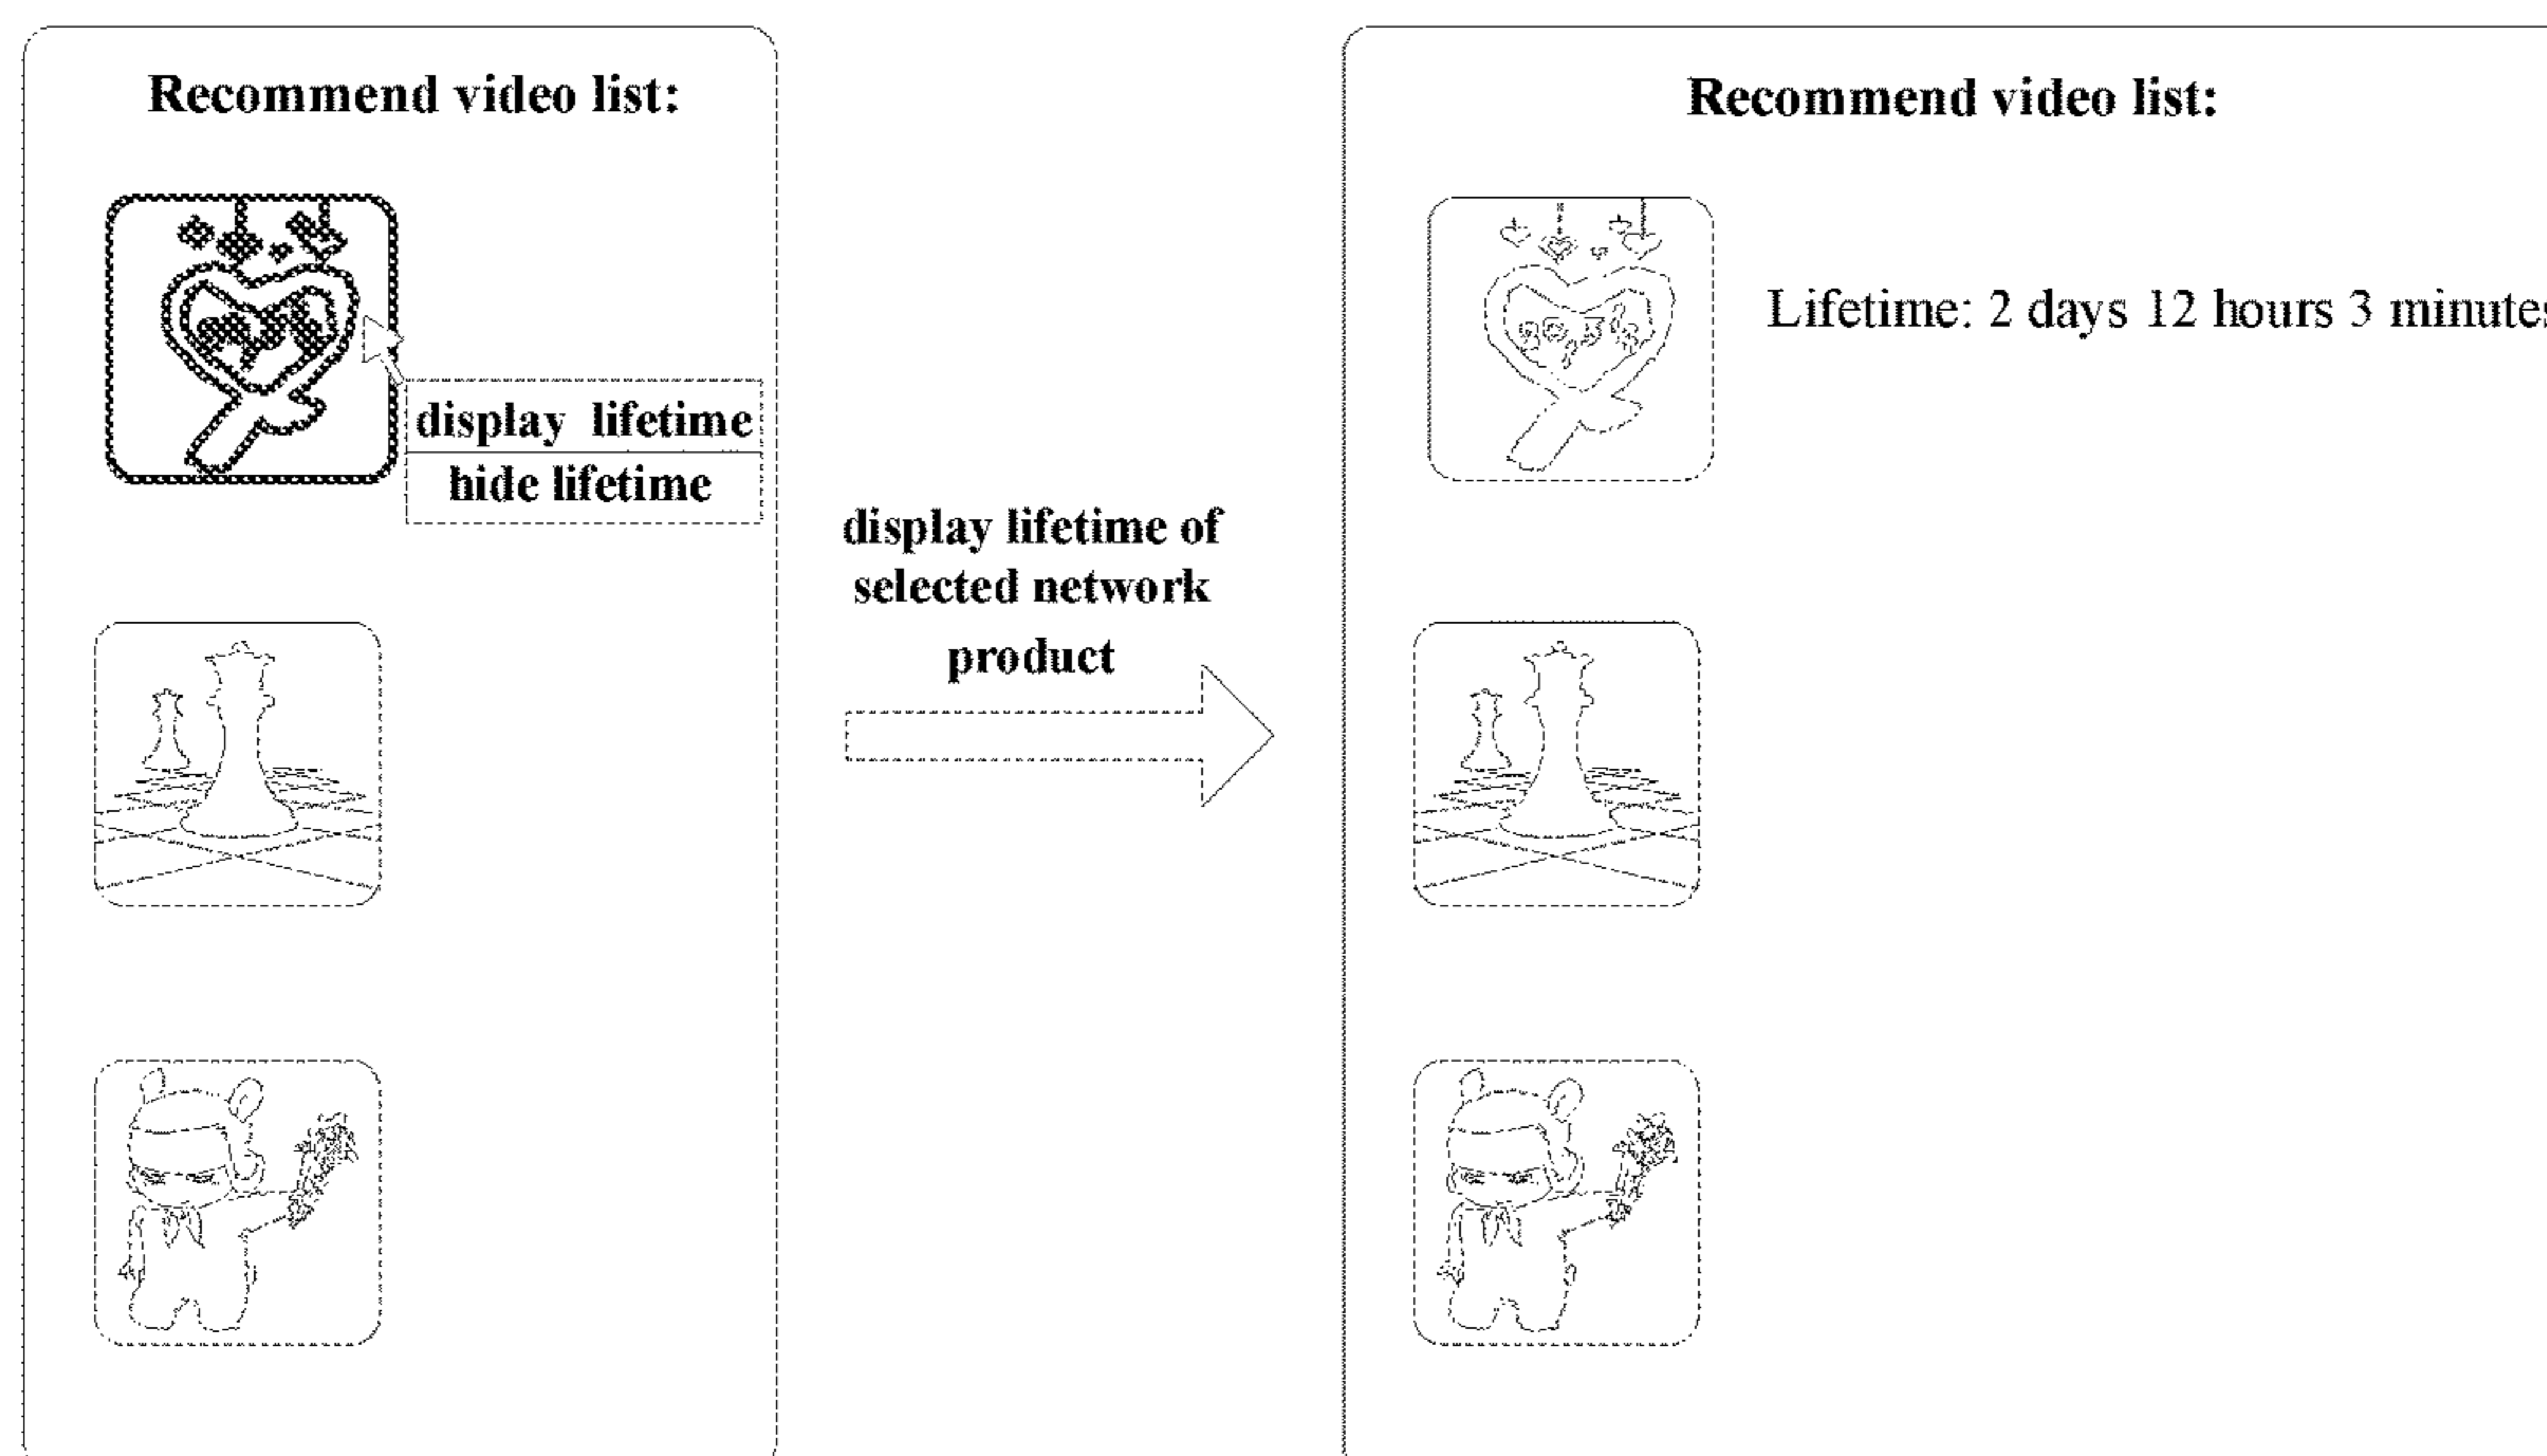 Recommend video list:
display lifetime
hide lifetime
display lifetime of
selected network
product
Recommend video list:
Lifetime: 2 days 12 hours 3 minutes